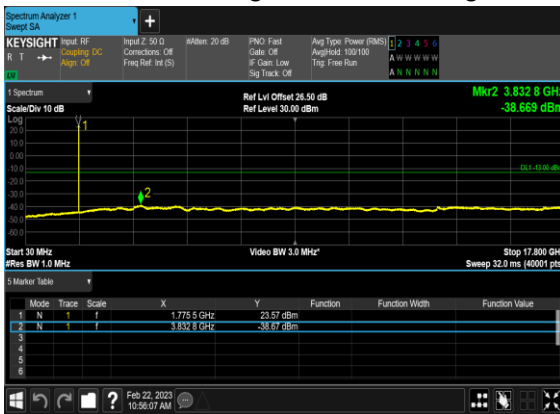 Spectrum Analyzer 1
Swept SA
+
KEYSIGHT Input: RF Input Z: 50 Ω #Atten: 20 dB PNO: Fast Avg Type: Power (RMS) 1 2 3 4 5 6
R T Coupling: DC Corrections: Off Gate: Off Avg|Hold: 100/100 A W W W W W
Align: Off Freq Ref: Int (S) IF Gain: Low Trig: Free Run
LV Sig Track: Off A N N N N N
1 Spectrum Ref Lvl Offset 26.50 dB Mkr2 3.832 8 GHz
Scale/Div 10 dB Ref Level 30.00 dBm -38.669 dBm
Log
20.0 1
10.0
0.00
-10.0 DL1 -13.00 dBm
-20.0
-30.0 2
-40.0
-50.0
-60.0
Start 30 MHz Video BW 3.0 MHz* Stop 17.800 GHz
#Res BW 1.0 MHz Sweep 32.0 ms (40001 pts)
5 Marker Table
Mode Trace Scale X Y Function Function Width Function Value
1 N 1 f 1.775 5 GHz 23.57 dBm
2 N 1 f 3.832 8 GHz -38.67 dBm
3
4
5
6
? Feb 22, 2023
10:56:07 AM